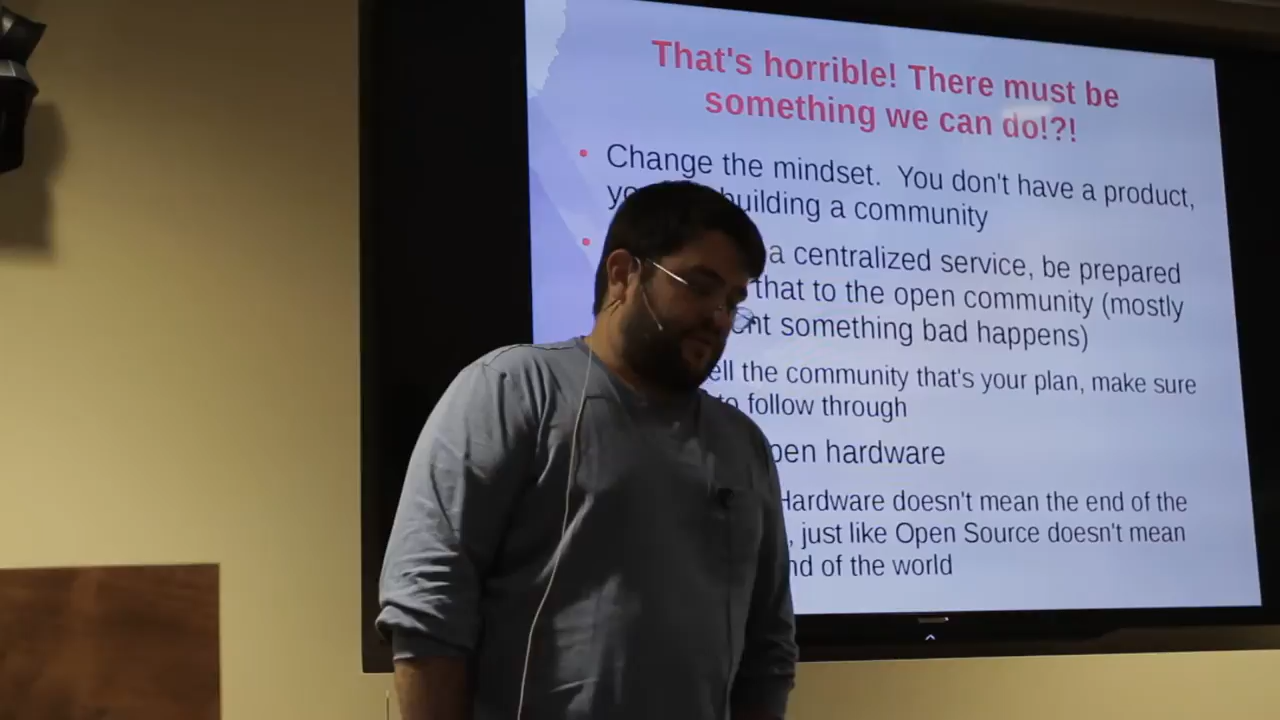 That's horrible! There must be
something we can do!?!
• Change the mindset. You don't have a product,
building a community
• a centralized service, be prepared
that to the open community (mostly
something bad happens)
the community that's your plan, make sure
to follow through
hardware
Hardware doesn't mean the end of the
, just like Open Source doesn't mean
of the world